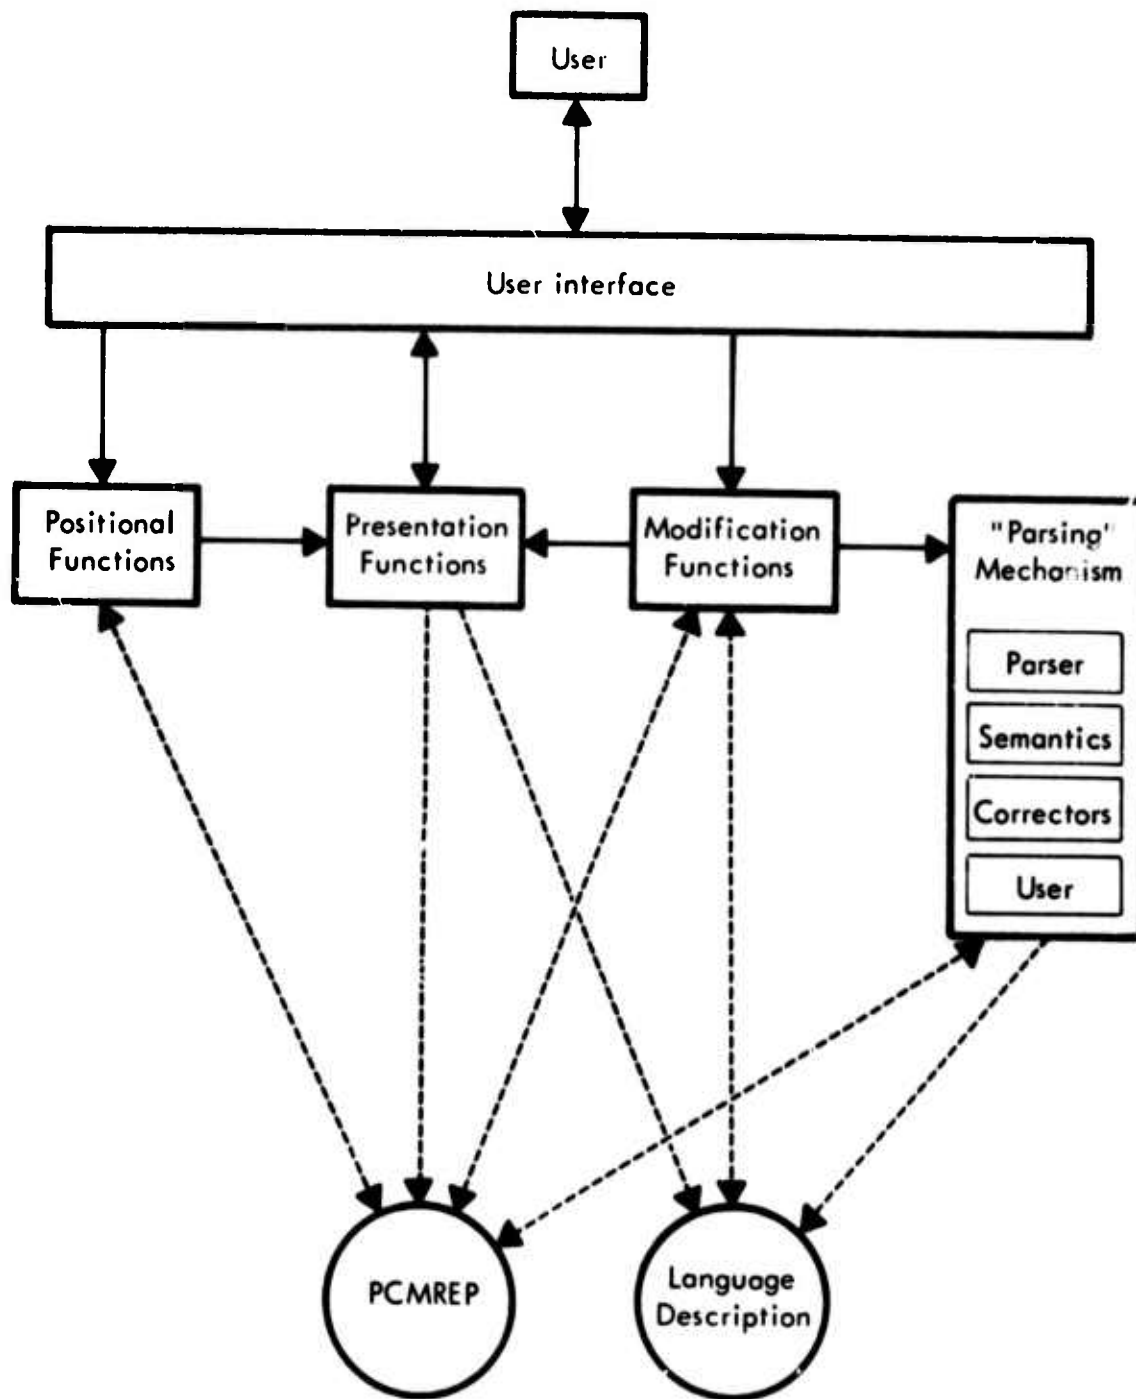 User
User interface
Positional
Functions
Presentation
Functions
Modification
Functions
"Parsing"
Mechanism
Parser
Semantics
Correctors
User
PCMREP
Language
Description